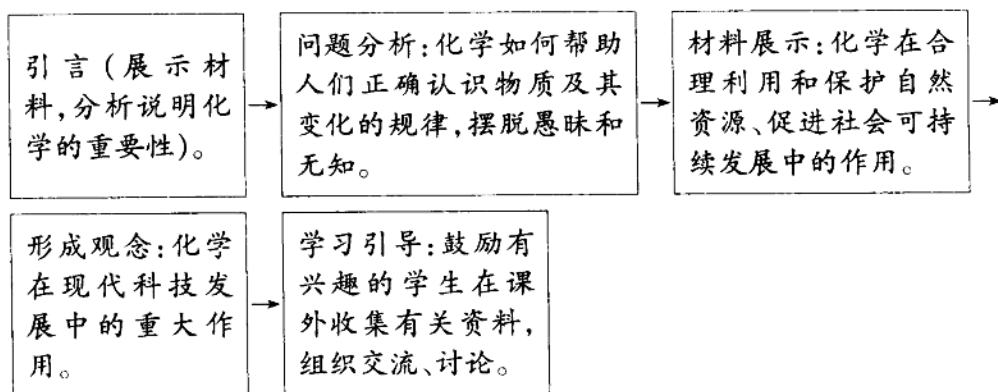 引言(展示材
料,分析说明化
学的重要性)。
问题分析:化学如何帮助
人们正确认识物质及其
变化的规律,摆脱愚昧和
无知。
材料展示:化学在合
理利用和保护自然
资源、促进社会可持
续发展中的作用。
形成观念:化学
在现代科技发
展中的重大作
用。
学习引导:鼓励有
兴趣的学生在课
外收集有关资料,
组织交流、讨论。